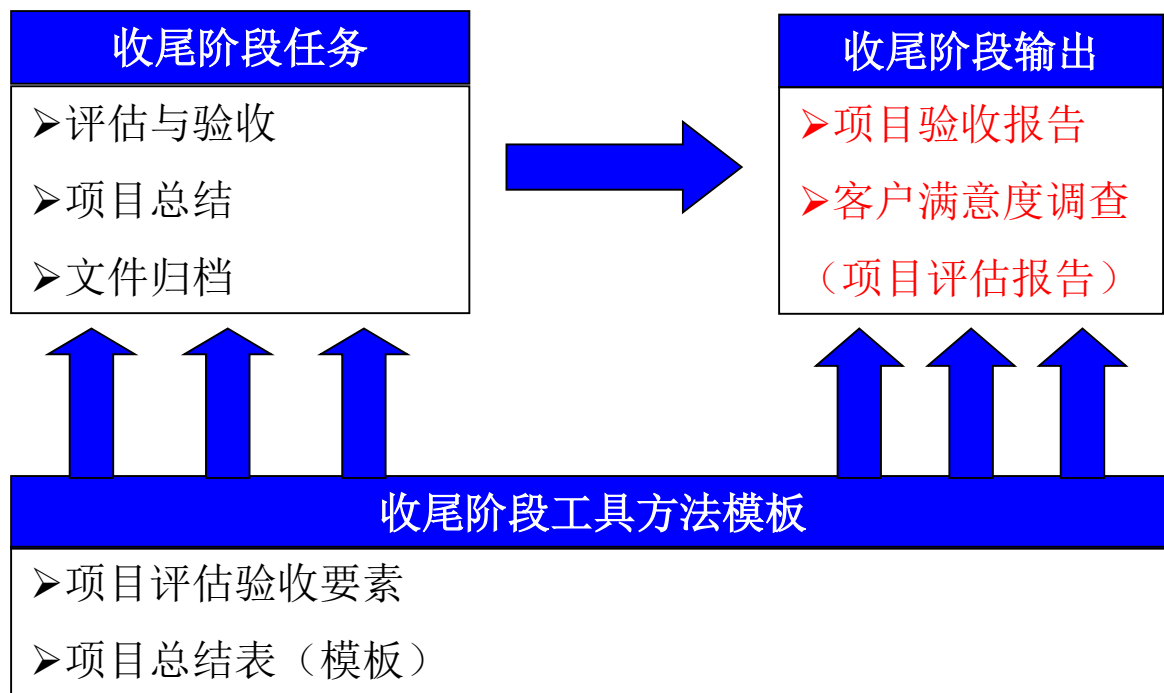 收尾阶段任务
➢评估与验收
➢项目总结
➢文件归档
收尾阶段输出
➢项目验收报告
➢客户满意度调查
（项目评估报告）
收尾阶段工具方法模板
➢项目评估验收要素
➢项目总结表（模板）